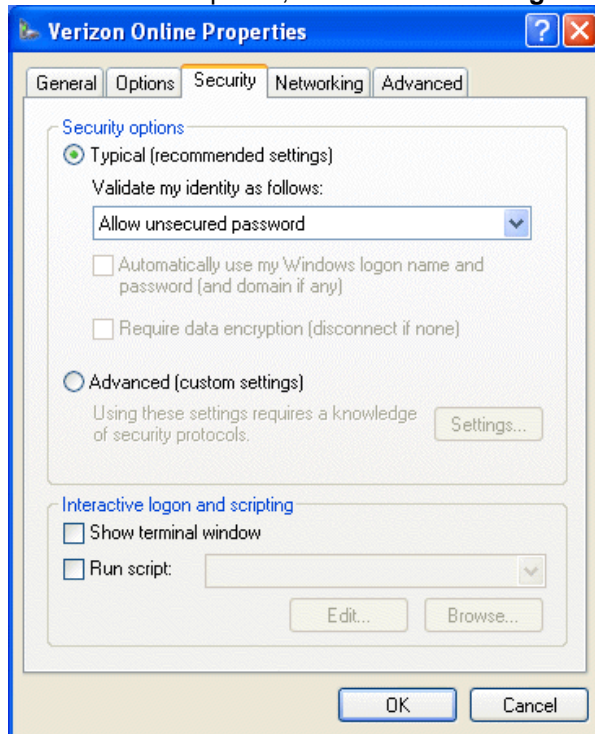 Verizon Online Properties
General Options Security Networking Advanced
Security options
Typical (recommended settings)
Validate my identity as follows:
Allow unsecured password
Automatically use my Windows logon name and
password (and domain if any)
Require data encryption (disconnect if none)
Advanced (custom settings)
Using these settings requires a knowledge
of security protocols.
Settings...
Interactive logon and scripting
Show terminal window
Run script:
Edit... Browse...
OK Cancel